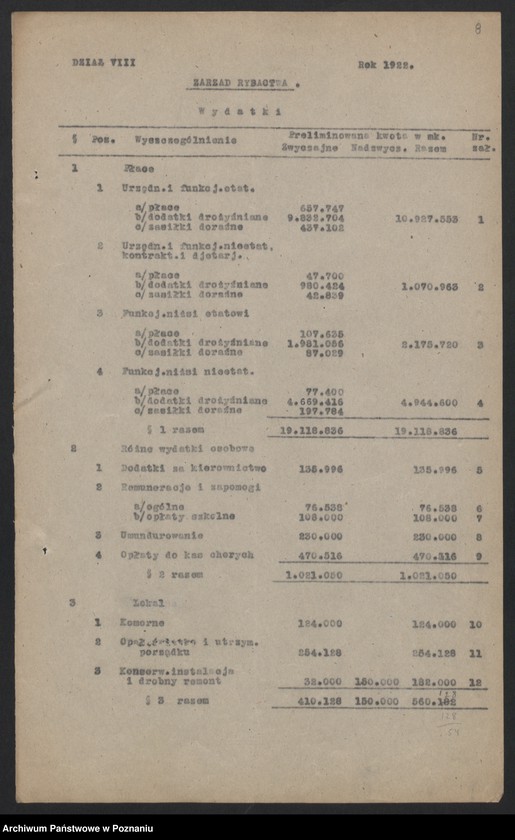 8
DZIAŁ VIII Rok 1922.
ZARZĄD RYBACTWA .
Wydatki
§ Poz. Wyszczególnienie Preliminowana kwota w mk. Nr.
Zwyczajne Nadzwycz. Razem zał.
1 Płace
1 Urzędn.i funkcj.etat.
a/płace 657.747
b/dodatki drożyźniane 9.832.704 10.927.553 1
c/zasiłki doraźne 437.102
2 Urzędn.i funkcj.nieetat,
kontrakt.i djetarj.
a/płace 47.700
b/dodatki drożyźniane 980.424 1.070.963 2
c/zasiłki doraźne 42.839
3 Funkcj.niżsi etatowi
a/płace 107.635
b/dodatki drożyźniane 1.981.056 2.175.720 3
c/zasiłki doraźne 87.029
4 Funkcj.niżsi nieetat.
a/płace 77.400
b/dodatki drożyźniane 4.669.416 4.944.600 4
c/zasiłki doraźne 197.784
§ 1 razem 19.118.836 19.118.836
2 Różne wydatki osobowe
1 Dodatki za kierownictwo 135.996 135.996 5
2 Remuneracje i zapomogi
a/ogólne 76.538 76.538 6
b/opłaty szkolne 108.000 108.000 7
3 Umundurowanie 230.000 230.000 8
4 Opłaty do kas chorych 470.516 470.516 9
§ 2 razem 1.021.050 1.021.050
3 Lokal
1 Komorne 124.000 124.000 10
2 Opał,światło i utrzym.
porządku 254.128 254.128 11
3 Konserw.instalacja
i drobny remont 32.000 150.000 182.000 12
§ 3 razem 410.128 150.000 560.182
128
Archiwum Państwowe w Poznaniu